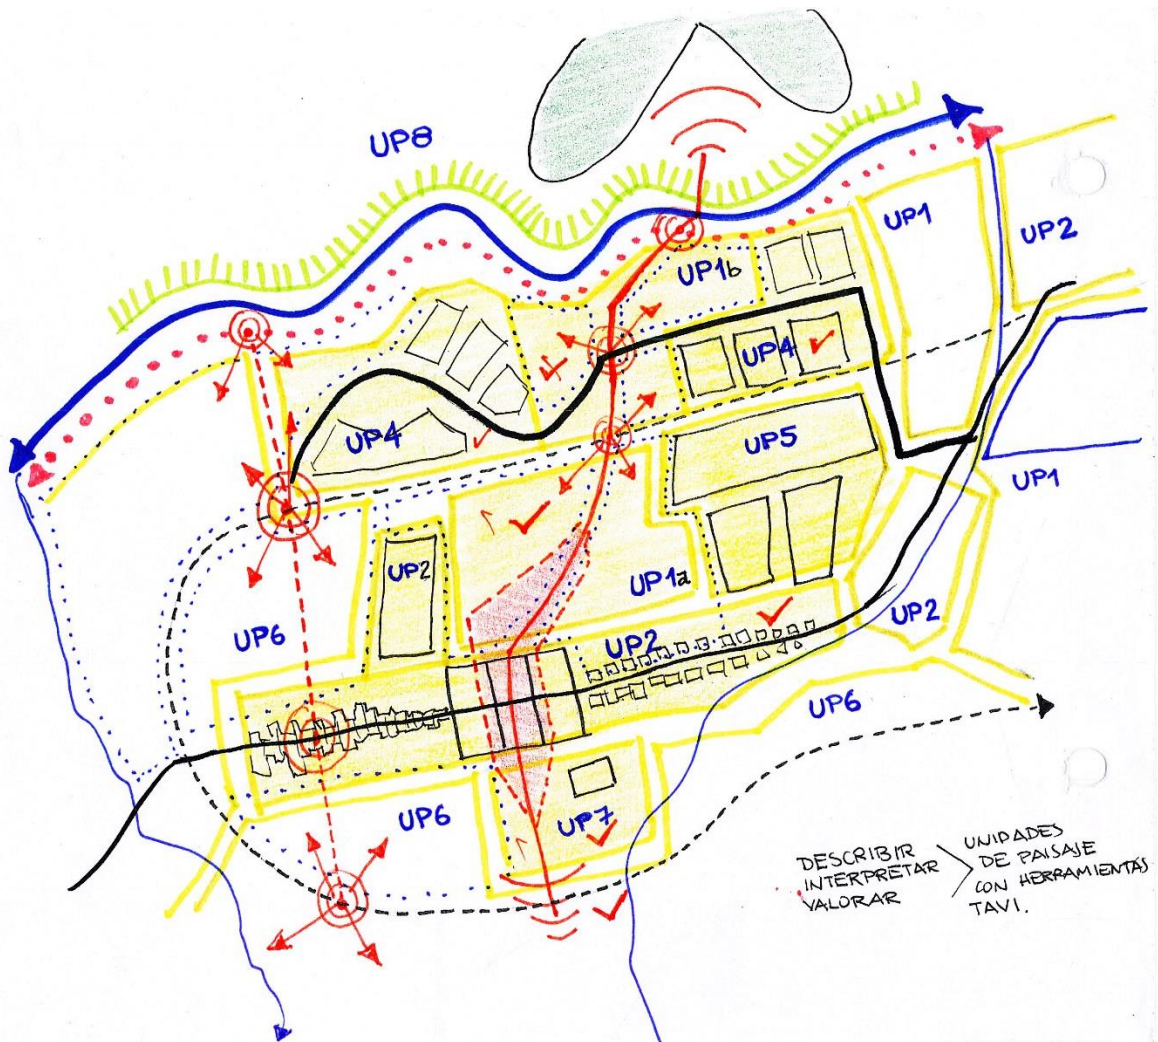 UP8
UP1
UP2
UP1b
UP4
UP4
UP5
UP1
UP2
UP1a
UP2
UP6
UP2
UP6
UP6
UP7
DESCRIBIR
INTERPRETAR
VALORAR
UNIDADES
DE PAISAJE
CON HERRAMIENTAS
TAVI.